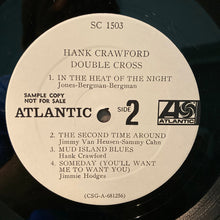 SC 1503
HANK CRAWFORD
DOUBLE CROSS
1. IN THE HEAT OF THE NIGHT
Jones-Bergman-Bergman
SAMPLE COPY
NOT FOR SALE
ATLANTIC
SIDE 2
ATLANTIC
2. THE SECOND TIME AROUND
Jimmy Van Heusen-Sammy Cahn
3. MUD ISLAND BLUES
Hank Crawford
4. SOMEDAY (YOU'LL WANT
ME TO WANT YOU)
Jimmie Hodges
(CSG-A-681256)